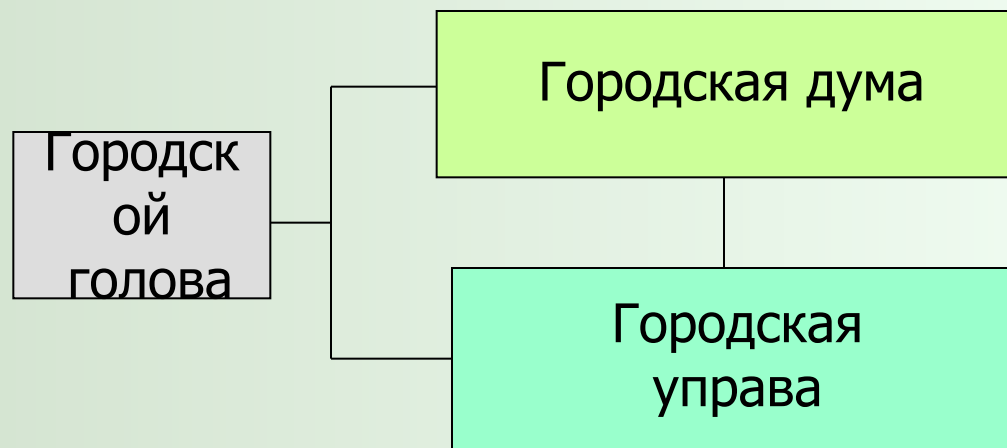 Городск
ой
голова
Городская дума
Городская
управа